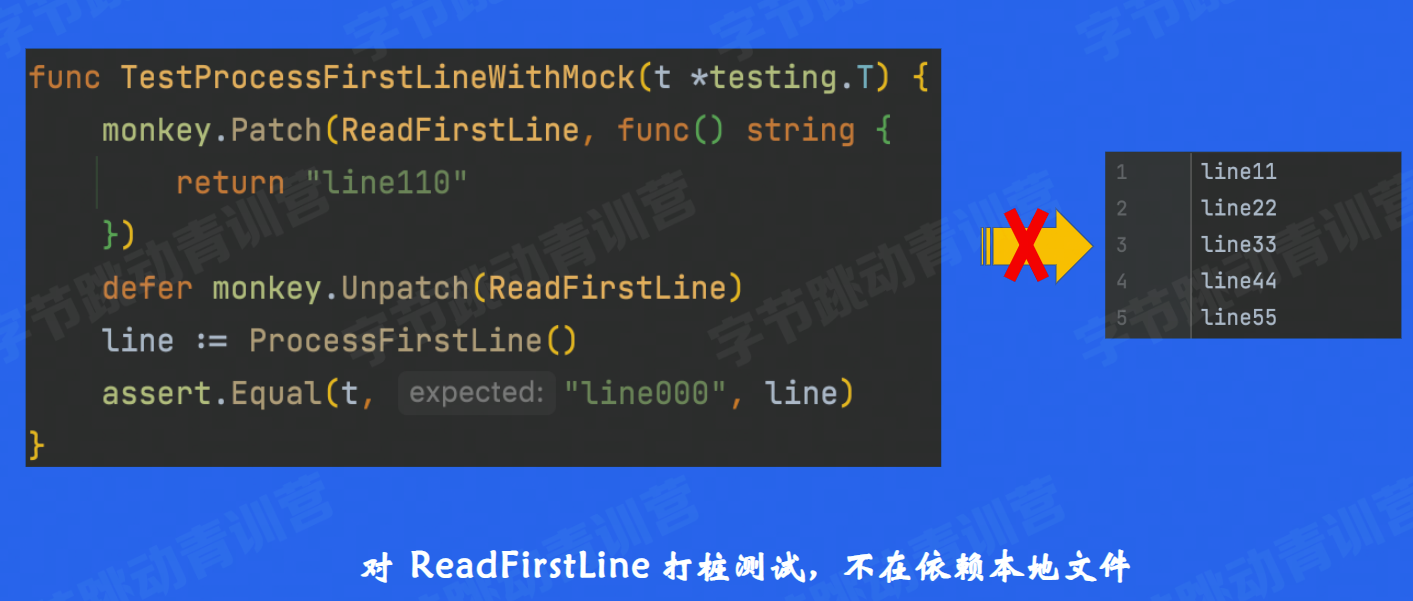 func TestProcessFirstLineWithMock(t *testing.T) {
    monkey.Patch(ReadFirstLine, func() string {
        return "line110"
    })
    defer monkey.Unpatch(ReadFirstLine)
    line := ProcessFirstLine()
    assert.Equal(t, expected: "line000", line)
}
1 line11
2 line22
3 line33
4 line44
5 line55
对 ReadFirstLine 打桩测试，不在依赖本地文件
字节跳动青训营